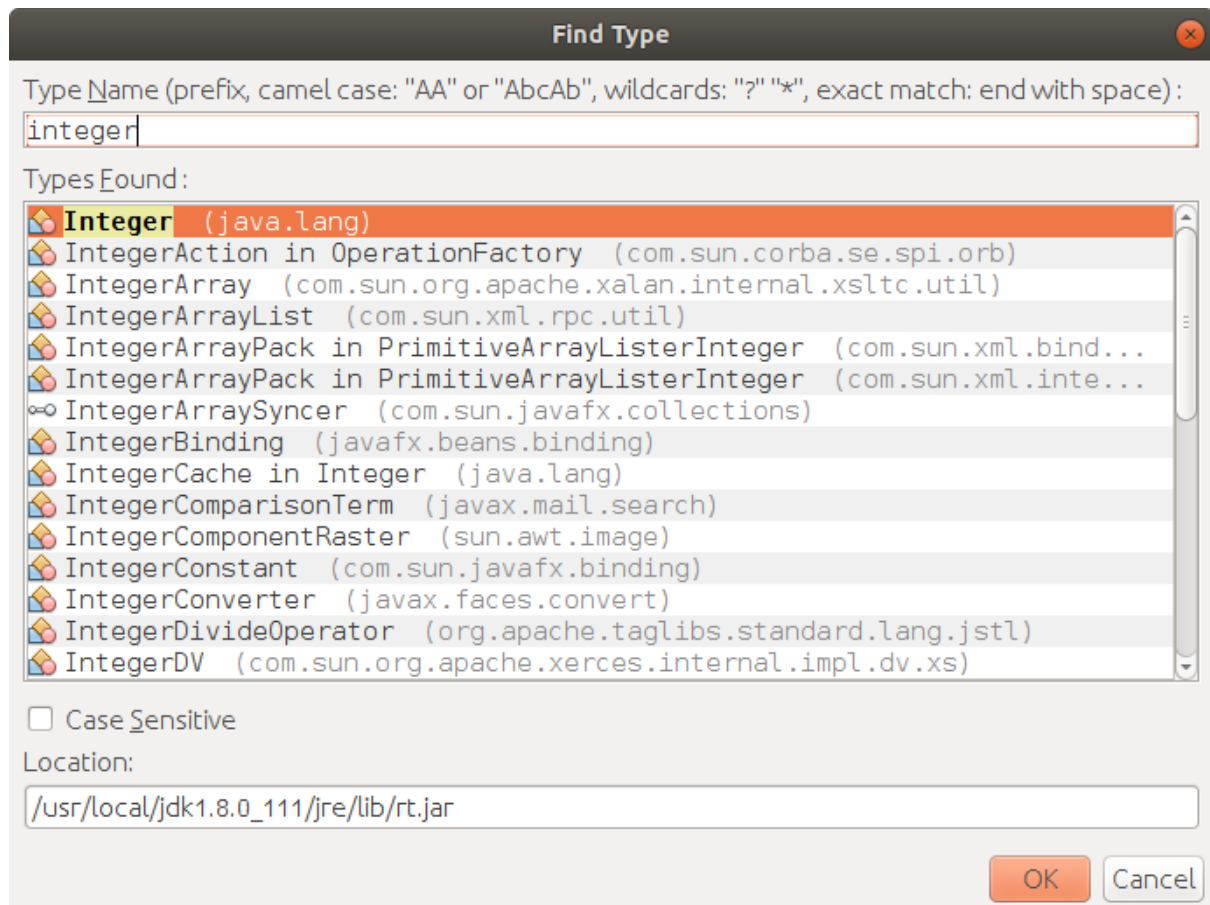 Find Type
Type Name (prefix, camel case: "AA" or "AbcAb", wildcards: "?" "*", exact match: end with space) :
integer
Types Found :
Integer (java.lang)
IntegerAction in OperationFactory (com.sun.corba.se.spi.orb)
IntegerArray (com.sun.org.apache.xalan.internal.xsltc.util)
IntegerArrayList (com.sun.xml.rpc.util)
IntegerArrayPack in PrimitiveArrayListerInteger (com.sun.xml.bind...
IntegerArrayPack in PrimitiveArrayListerInteger (com.sun.xml.inte...
IntegerArraySyncer (com.sun.javafx.collections)
IntegerBinding (javafx.beans.binding)
IntegerCache in Integer (java.lang)
IntegerComparisonTerm (javax.mail.search)
IntegerComponentRaster (sun.awt.image)
IntegerConstant (com.sun.javafx.binding)
IntegerConverter (javax.faces.convert)
IntegerDivideOperator (org.apache.taglibs.standard.lang.jstl)
IntegerDV (com.sun.org.apache.xerces.internal.impl.dv.xs)
Case Sensitive
Location:
/usr/local/jdk1.8.0_111/jre/lib/rt.jar
OK Cancel